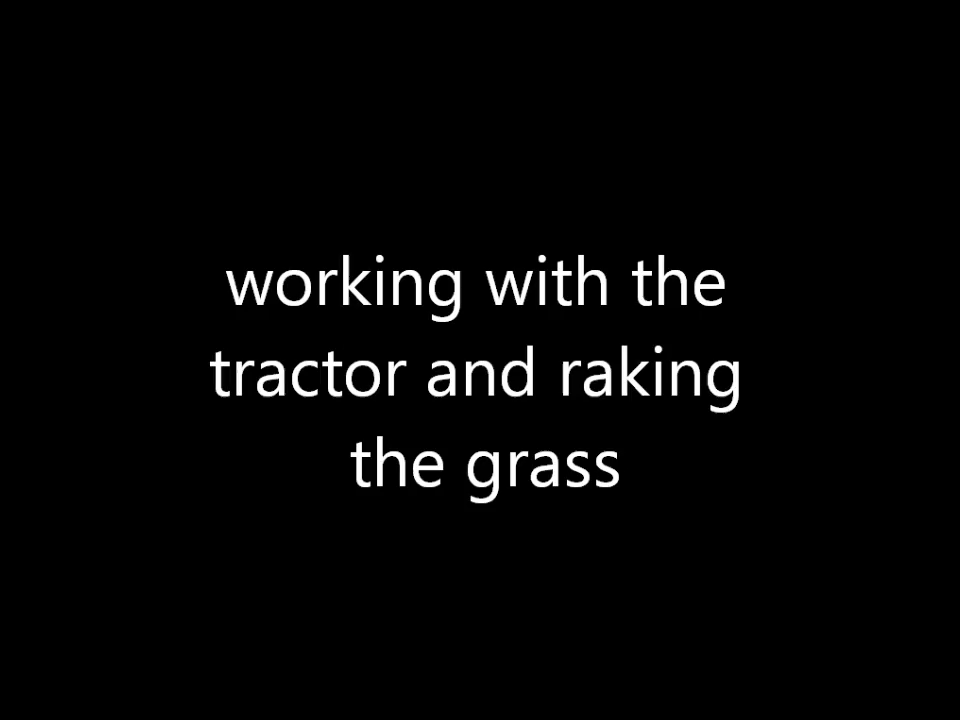 working with the
tractor and raking
the grass